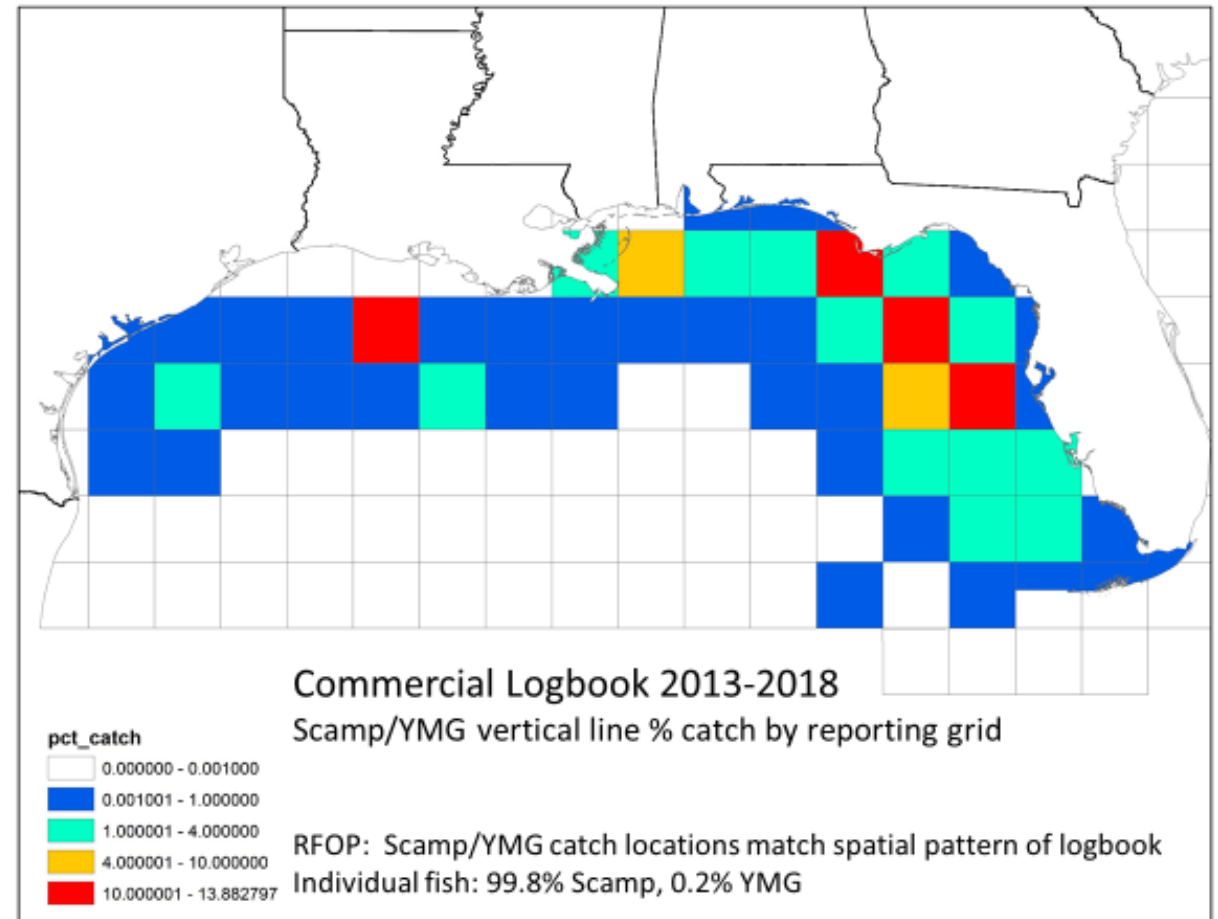 Commercial Logbook 2013-2018
Scamp/YMG vertical line % catch by reporting grid
pct_catch
0.000000 - 0.001000
0.001001 - 1.000000
1.000001 - 4.000000
4.000001 - 10.000000
10.000001 - 13.882797
RFOP:  Scamp/YMG catch locations match spatial pattern of logbook
Individual fish: 99.8% Scamp, 0.2% YMG